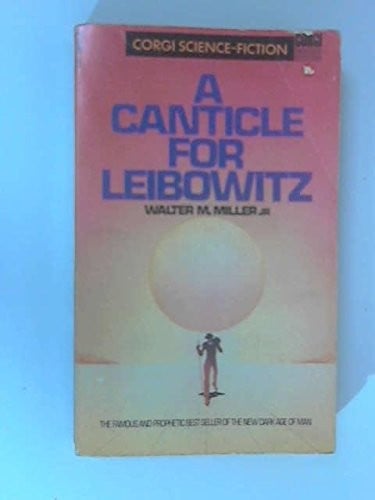 CORGI SCIENCE-FICTION
A
CANTICLE
FOR
LEIBOWITZ
WALTER M. MILLER JR
THE FAMOUS AND PROPHETIC BEST SELLER OF THE NEW DARK AGE OF MAN